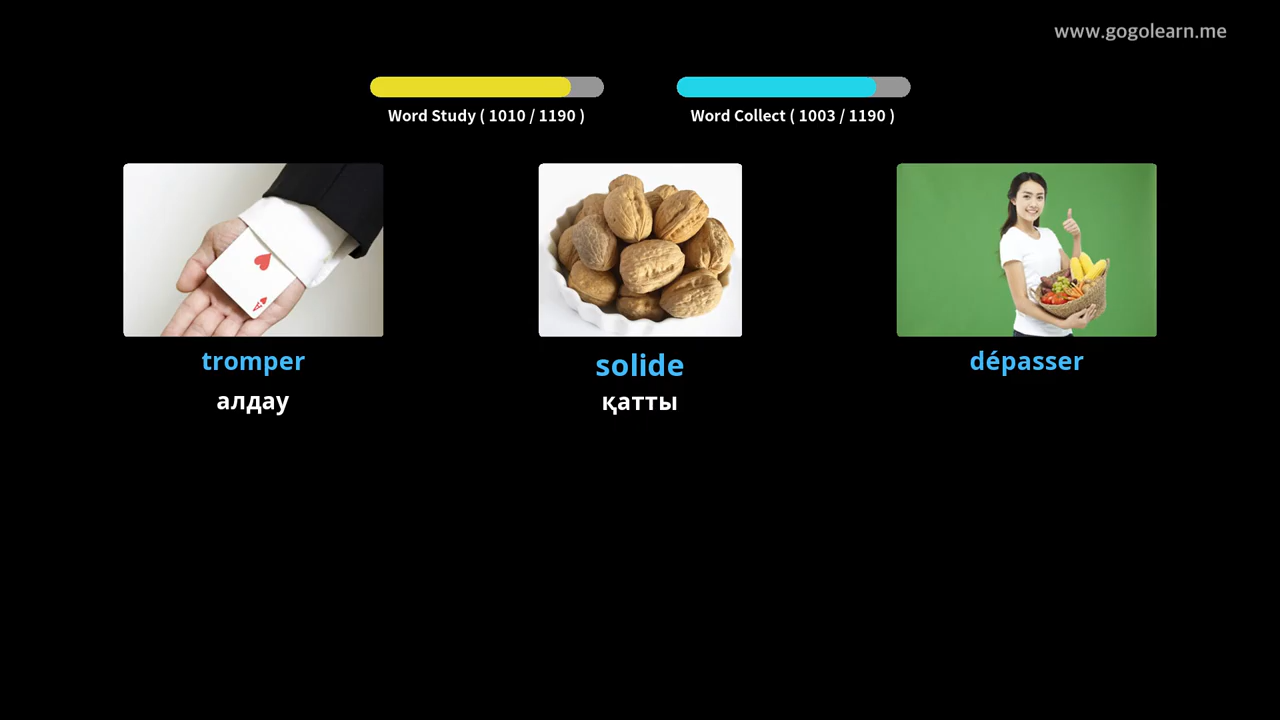 www.gogolearn.me
Word Study ( 1010 / 1190 )
Word Collect ( 1003 / 1190 )
tromper
solide
dépasser
алдау
қатты